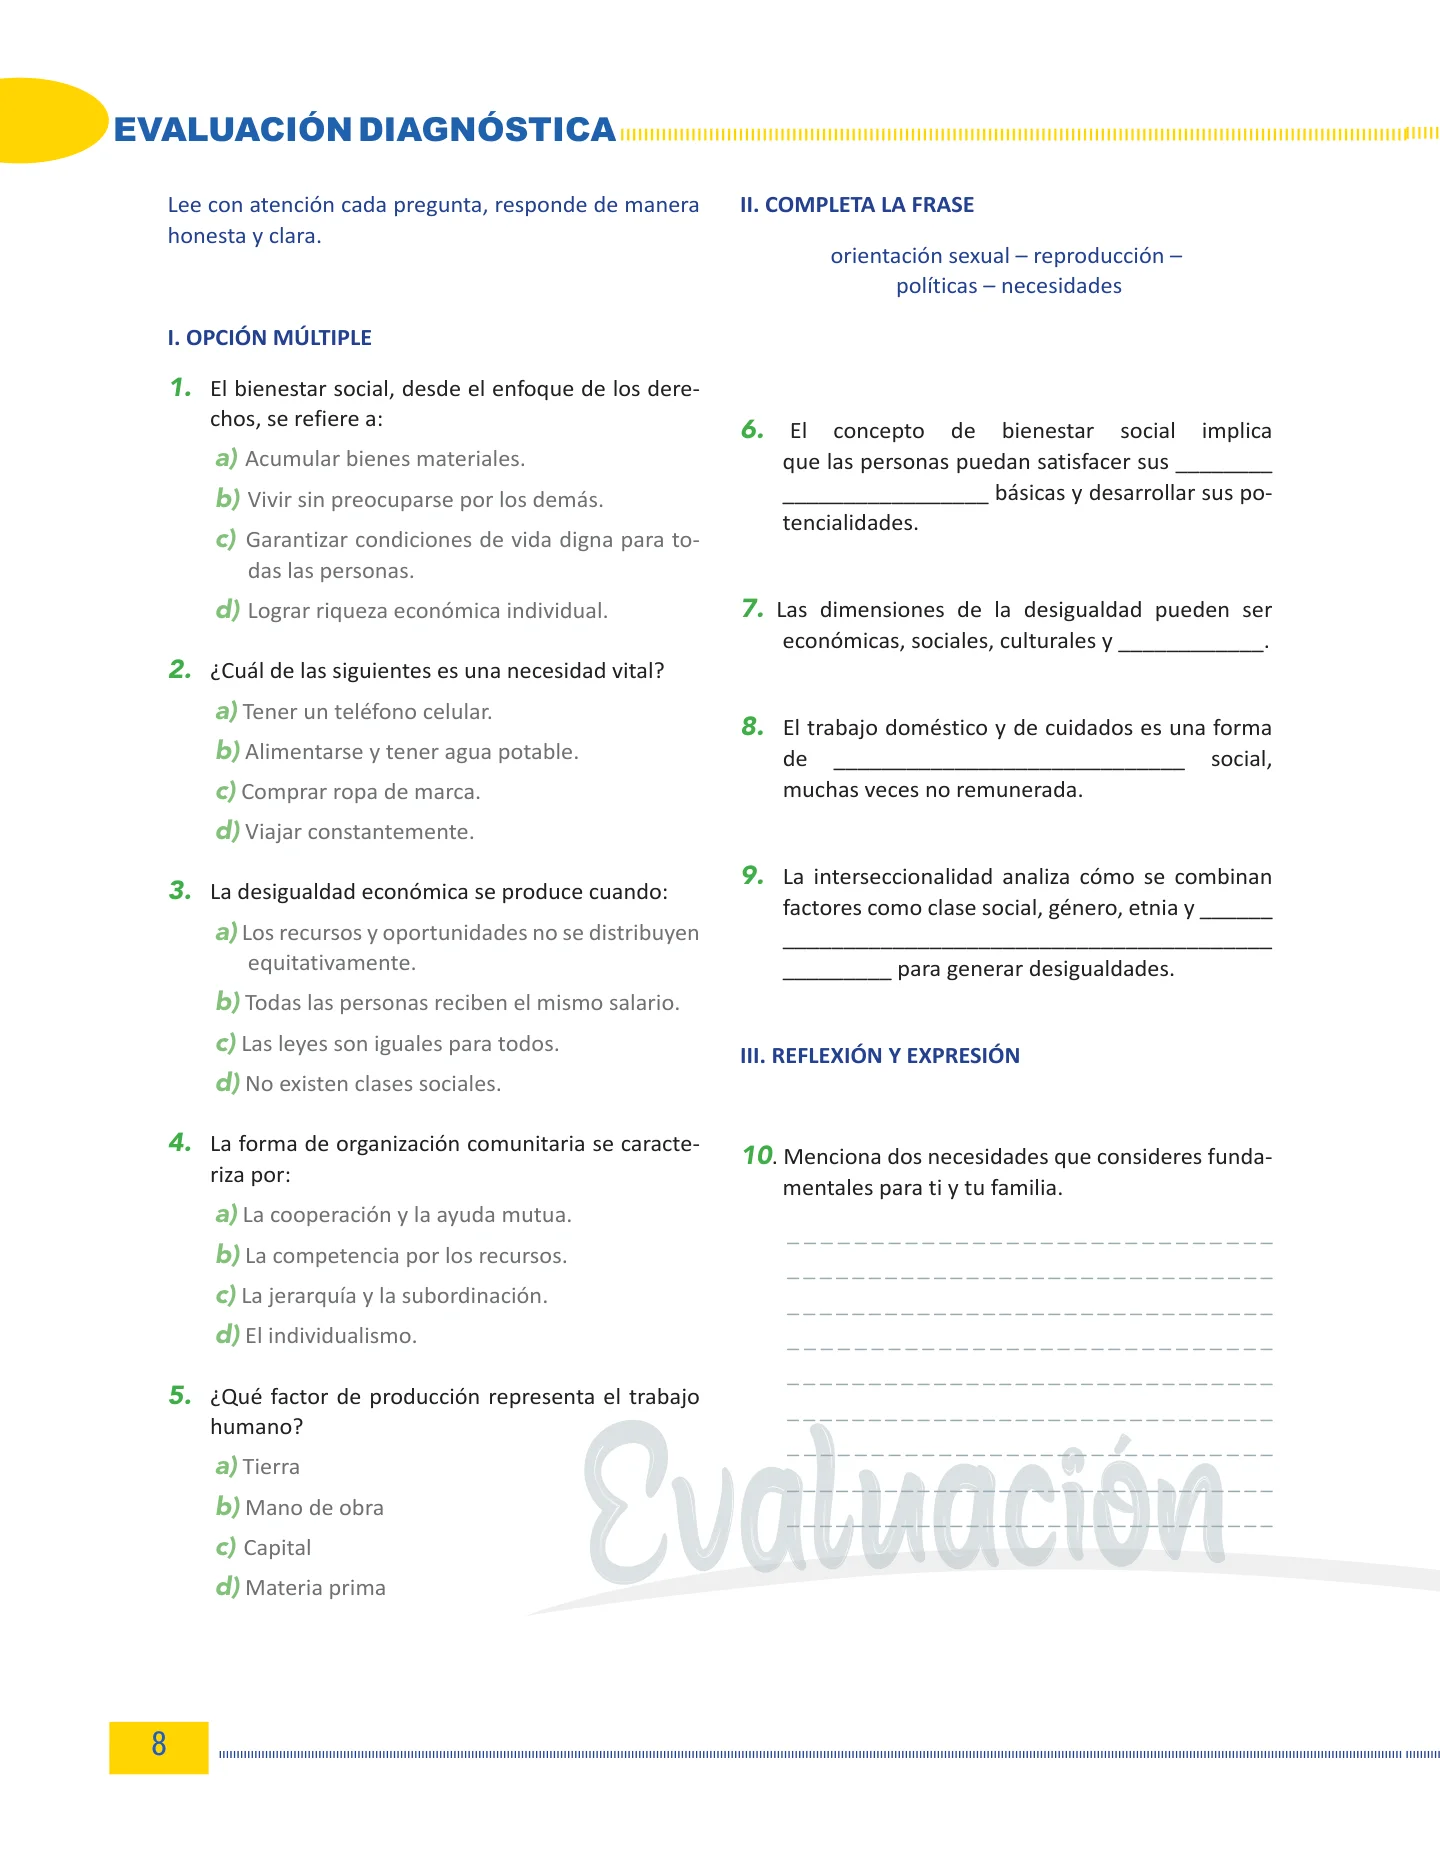 EVALUACIÓN DIAGNÓSTICA
Lee con atención cada pregunta, responde de manera
honesta y clara.
I. OPCIÓN MÚLTIPLE
1. El bienestar social, desde el enfoque de los dere-
chos, se refiere a:
a) Acumular bienes materiales.
b) Vivir sin preocuparse por los demás.
c) Garantizar condiciones de vida digna para to-
das las personas.
d) Lograr riqueza económica individual.
2. ¿Cuál de las siguientes es una necesidad vital?
a) Tener un teléfono celular.
b) Alimentarse y tener agua potable.
c) Comprar ropa de marca.
d) Viajar constantemente.
3. La desigualdad económica se produce cuando:
a) Los recursos y oportunidades no se distribuyen
equitativamente.
b) Todas las personas reciben el mismo salario.
c) Las leyes son iguales para todos.
d) No existen clases sociales.
4. La forma de organización comunitaria se caracte-
riza por:
a) La cooperación y la ayuda mutua.
b) La competencia por los recursos.
c) La jerarquía y la subordinación.
d) El individualismo.
5. ¿Qué factor de producción representa el trabajo
humano?
a) Tierra
b) Mano de obra
c) Capital
d) Materia prima
II. COMPLETA LA FRASE
orientación sexual – reproducción –
políticas – necesidades
6. El concepto de bienestar social implica
que las personas puedan satisfacer sus ________
_________________ básicas y desarrollar sus po-
tencialidades.
7. Las dimensiones de la desigualdad pueden ser
económicas, sociales, culturales y ____________.
8. El trabajo doméstico y de cuidados es una forma
de _____________________________ social,
muchas veces no remunerada.
9. La interseccionalidad analiza cómo se combinan
factores como clase social, género, etnia y ______
________________________________________
_________ para generar desigualdades.
III. REFLEXIÓN Y EXPRESIÓN
10. Menciona dos necesidades que consideres funda-
mentales para ti y tu familia.
Evaluación
8